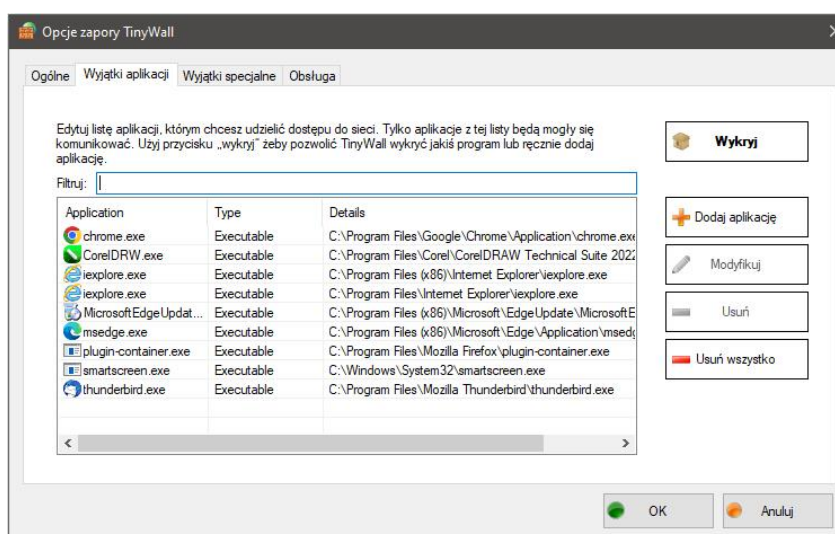 Opcje zapory TinyWall
Ogólne Wyjątki aplikacji Wyjątki specjalne Obsługa
Edytuj listę aplikacji, którym chcesz udzielić dostępu do sieci. Tylko aplikacje z tej listy będą mogły się
komunikować. Użyj przycisku „wykryj” żeby pozwolić TinyWall wykryć jakiś program lub ręcznie dodaj
aplikację.
Wykryj
Filtruj:
Application Type Details
chrome.exe Executable C:\Program Files\Google\Chrome\Application\chrome.exe
CorelDRW.exe Executable C:\Program Files\Corel\CorelDRAW Technical Suite 2022
iexplore.exe Executable C:\Program Files (x86)\Internet Explorer\iexplore.exe
iexplore.exe Executable C:\Program Files\Internet Explorer\iexplore.exe
MicrosoftEdgeUpdat... Executable C:\Program Files (x86)\Microsoft\EdgeUpdate\MicrosoftE
msedge.exe Executable C:\Program Files (x86)\Microsoft\Edge\Application\msedg
plugin-container.exe Executable C:\Program Files\Mozilla Firefox\plugin-container.exe
smartscreen.exe Executable C:\Windows\System32\smartscreen.exe
thunderbird.exe Executable C:\Program Files\Mozilla Thunderbird\thunderbird.exe
Dodaj aplikację
Modyfikuj
Usuń
Usuń wszystko
OK Anuluj